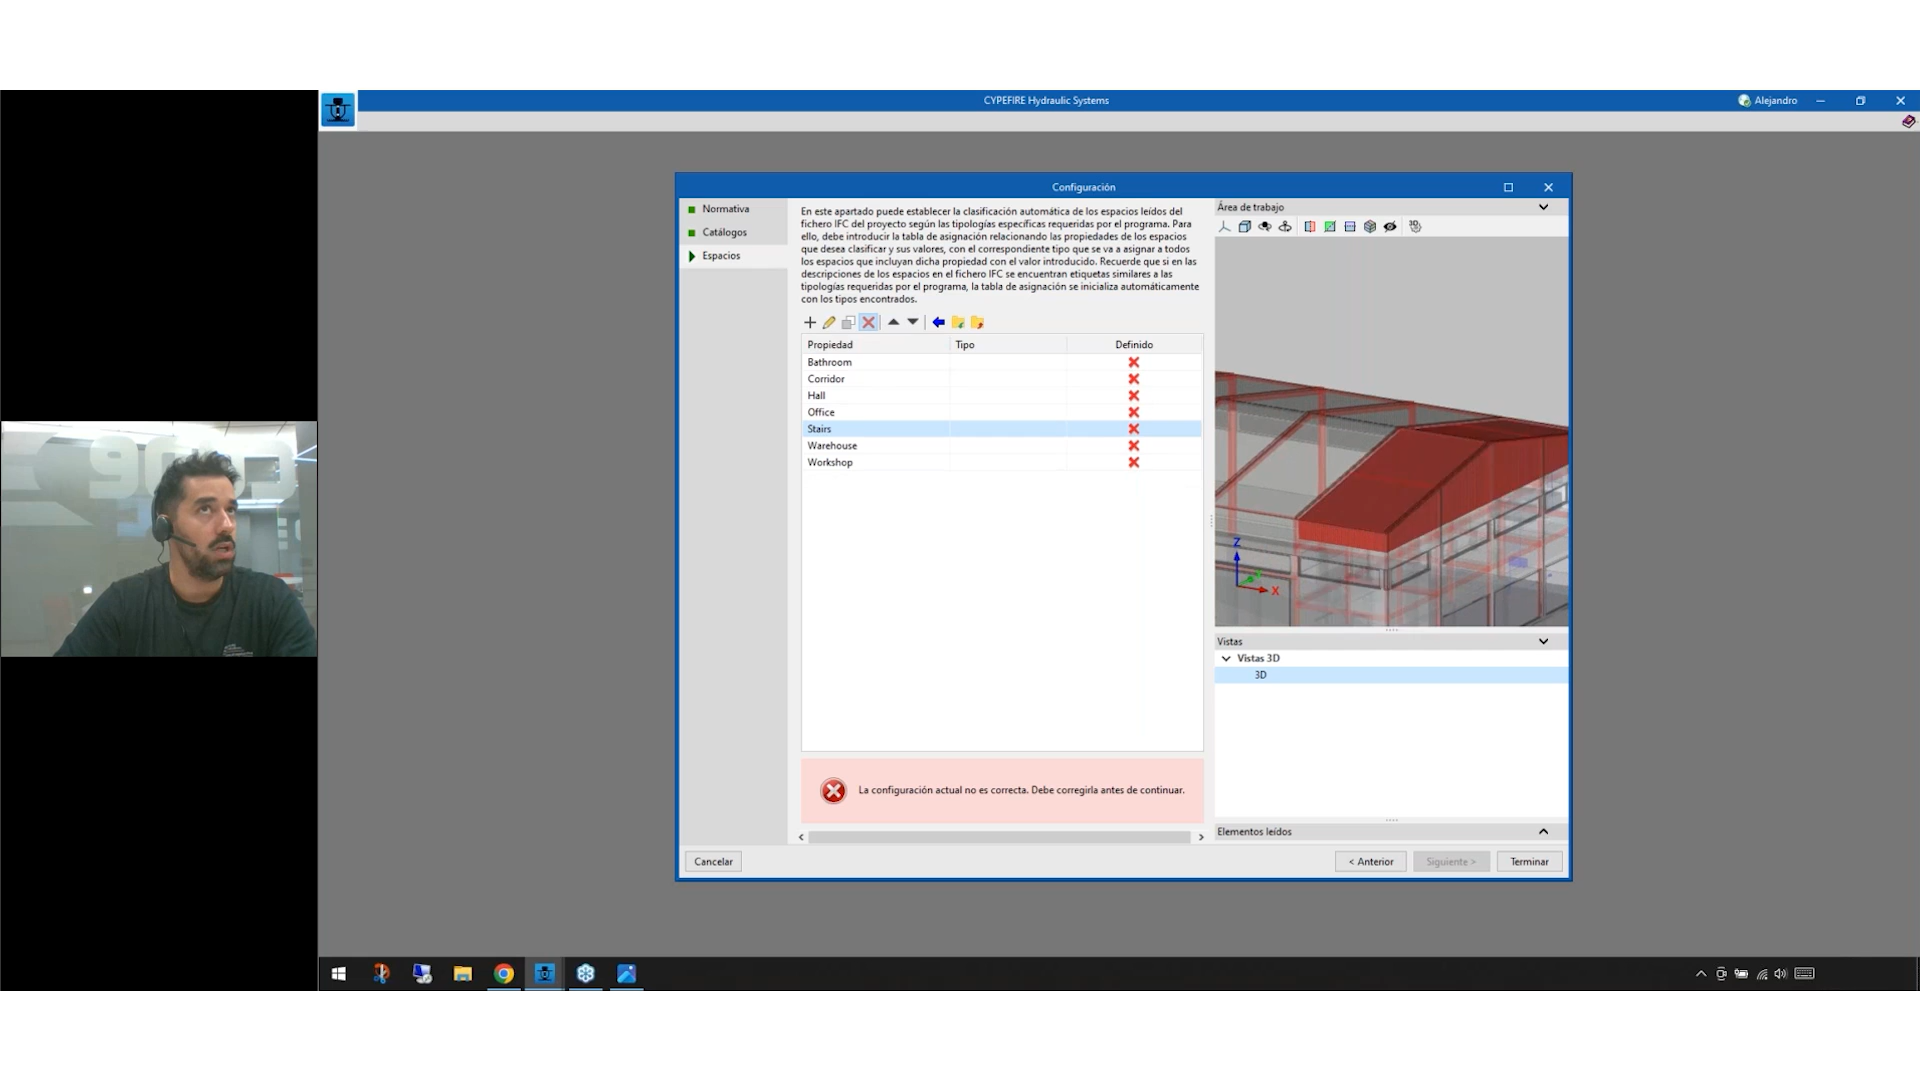 CYPEFIRE Hydraulic Systems
Alejandro
Configuración
Normativa
Catálogos
Espacios
En este apartado puede establecer la clasificación automática de los espacios leídos del
fichero IFC del proyecto según las tipologías específicas requeridas por el programa. Para
ello, debe introducir la tabla de asignación relacionando las propiedades de los espacios
que desea clasificar y sus valores, con el correspondiente tipo que se va a asignar a todos
los espacios que incluyan dicha propiedad con el valor introducido. Recuerde que si en las
descripciones de los espacios en el fichero IFC se encuentran etiquetas similares a las
tipologías requeridas por el programa, la tabla de asignación se inicializa automáticamente
con los tipos encontrados.
Propiedad Tipo Definido
Bathroom
Corridor
Hall
Office
Stairs
Warehouse
Workshop
La configuración actual no es correcta. Debe corregirla antes de continuar.
Área de trabajo
Z
X
Vistas
Vistas 3D
3D
Elementos leídos
Cancelar
< Anterior
Siguiente >
Terminar